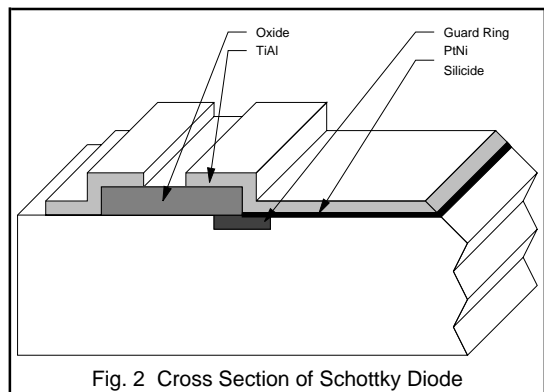 Oxide
TiAl
Guard Ring
PtNi
Silicide
Fig. 2 Cross Section of Schottky Diode